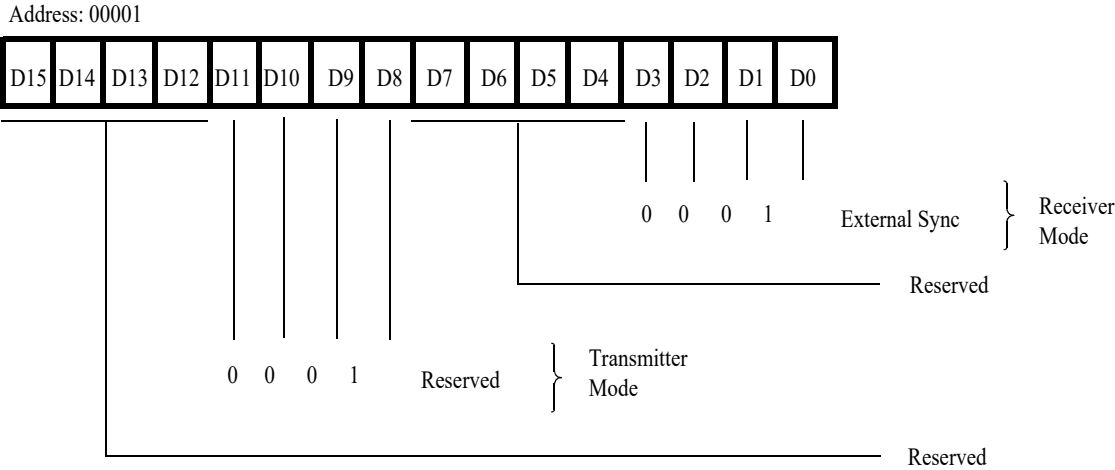 Address: 00001
D15 D14 D13 D12 D11 D10 D9 D8 D7 D6 D5 D4 D3 D2 D1 D0
0 0 0 1 External Sync Receiver
Mode
Reserved
0 0 0 1 Reserved Transmitter
Mode
Reserved